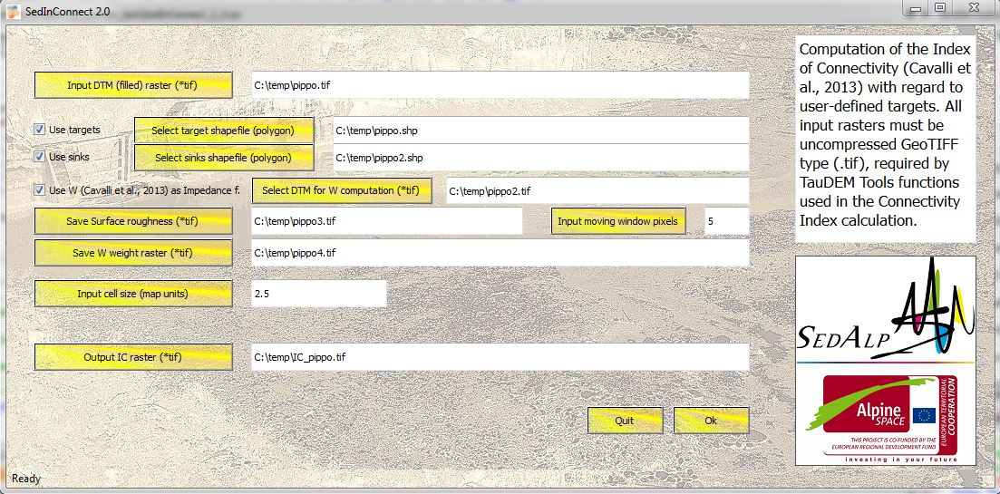 SedInConnect 2.0
Input DTM (filled) raster (*tif)
C:\temp\pippo.tif
Use targets
Select target shapefile (polygon)
C:\temp\pippo.shp
Use sinks
Select sinks shapefile (polygon)
C:\temp\pippo2.shp
Use W (Cavalli et al., 2013) as Impedance f.
Select DTM for W computation (*tif)
C:\temp\pippo2.tif
Save Surface roughness (*tif)
C:\temp\pippo3.tif
Input moving window pixels
5
Save W weight raster (*tif)
C:\temp\pippo4.tif
Input cell size (map units)
2.5
Output IC raster (*tif)
C:\temp\IC_pippo.tif
Quit
Ok
Ready
Computation of the Index
of Connectivity (Cavalli et
al., 2013) with regard to
user-defined targets. All
input rasters must be
uncompressed GeoTIFF
type (.tif), required by
TauDEM Tools functions
used in the Connectivity
Index calculation.
SEDALP
Alpine
SPACE
EUROPEAN TERRITORIAL
COOPERATION
THIS PROJECT IS CO-FUNDED BY THE
EUROPEAN REGIONAL DEVELOPMENT FUND
investing in your future